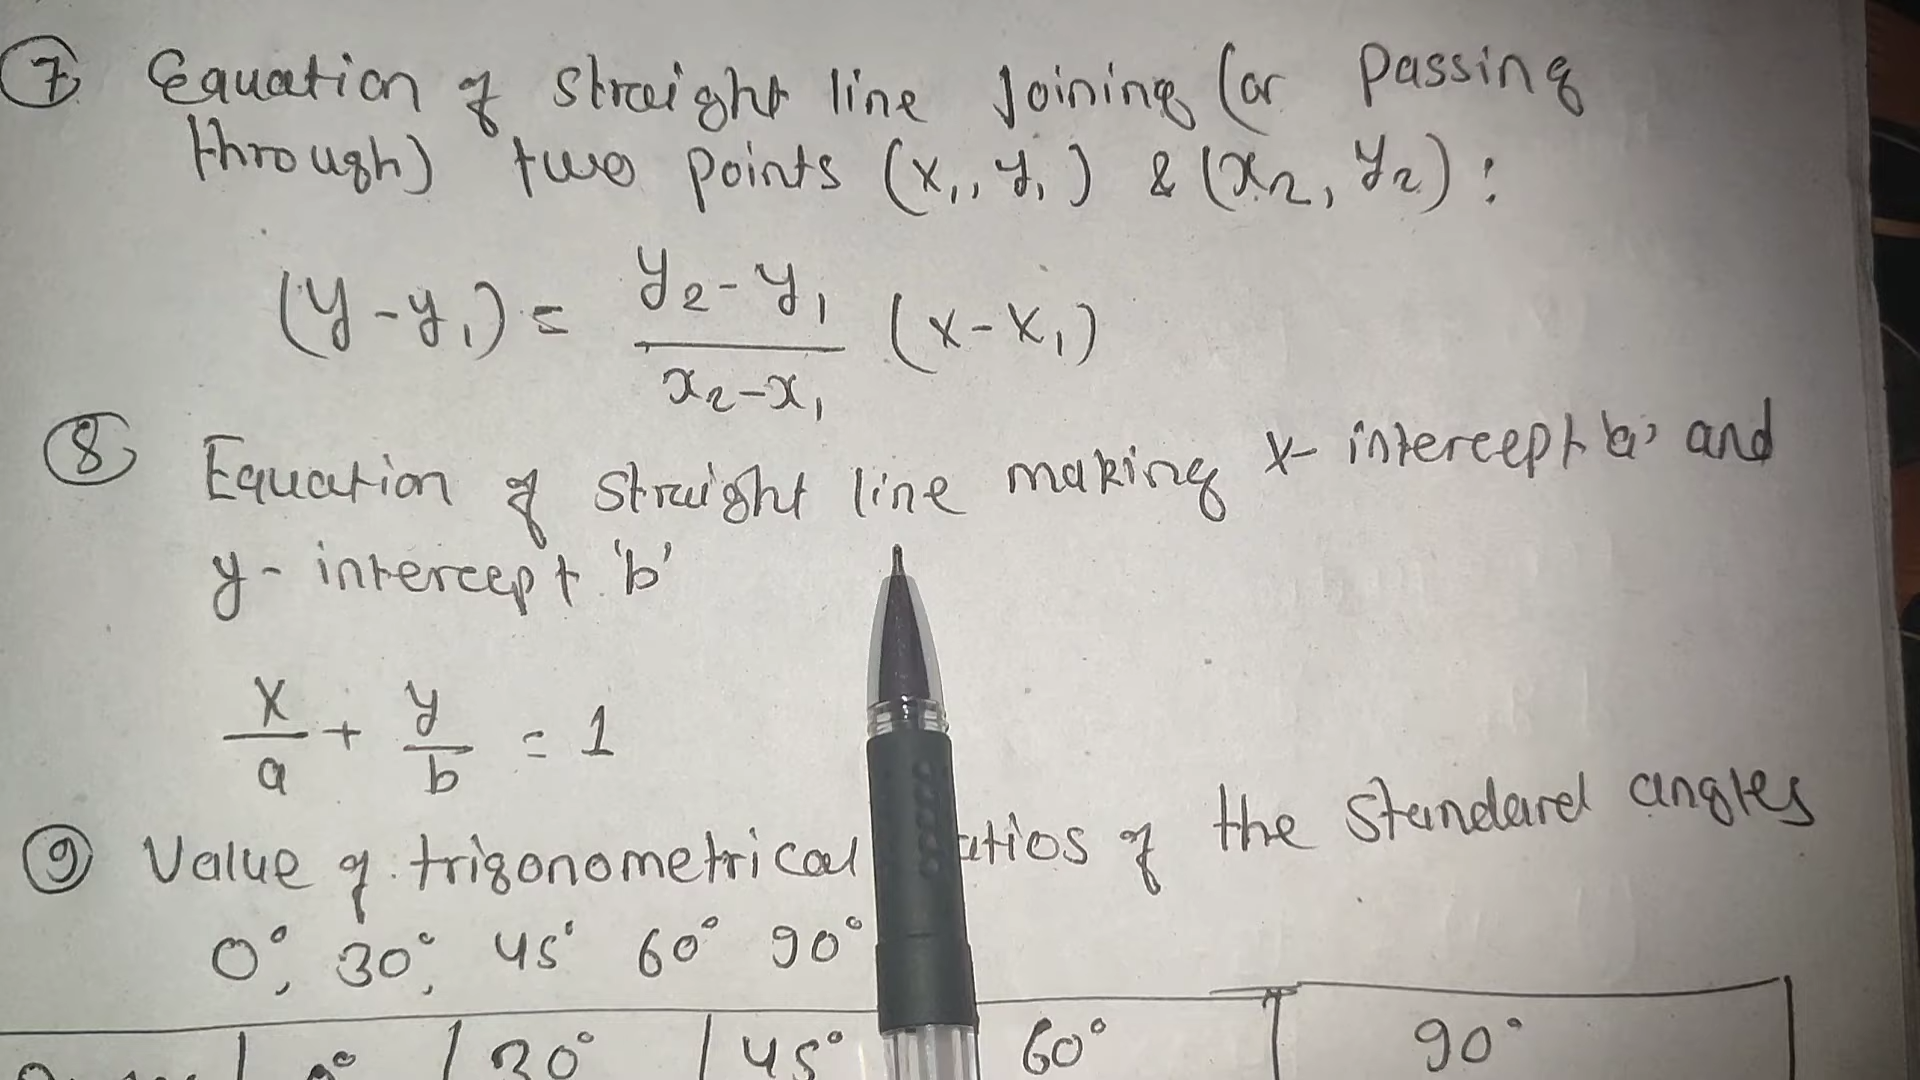 ⑦ Equation of straight line Joining (or passing
through) two points (x₁, y₁) & (x₂, y₂) :
(y-y₁) = y₂-y₁ / x₂-x₁ (x-x₁)
⑧ Equation of straight line making x- intercept 'a' and
y- intercept 'b'
x/a + y/b = 1
⑨ Value of trigonometrical of the standard angles
0°, 30°, 45° 60° 90°
0° 30° 45° 60° 90°